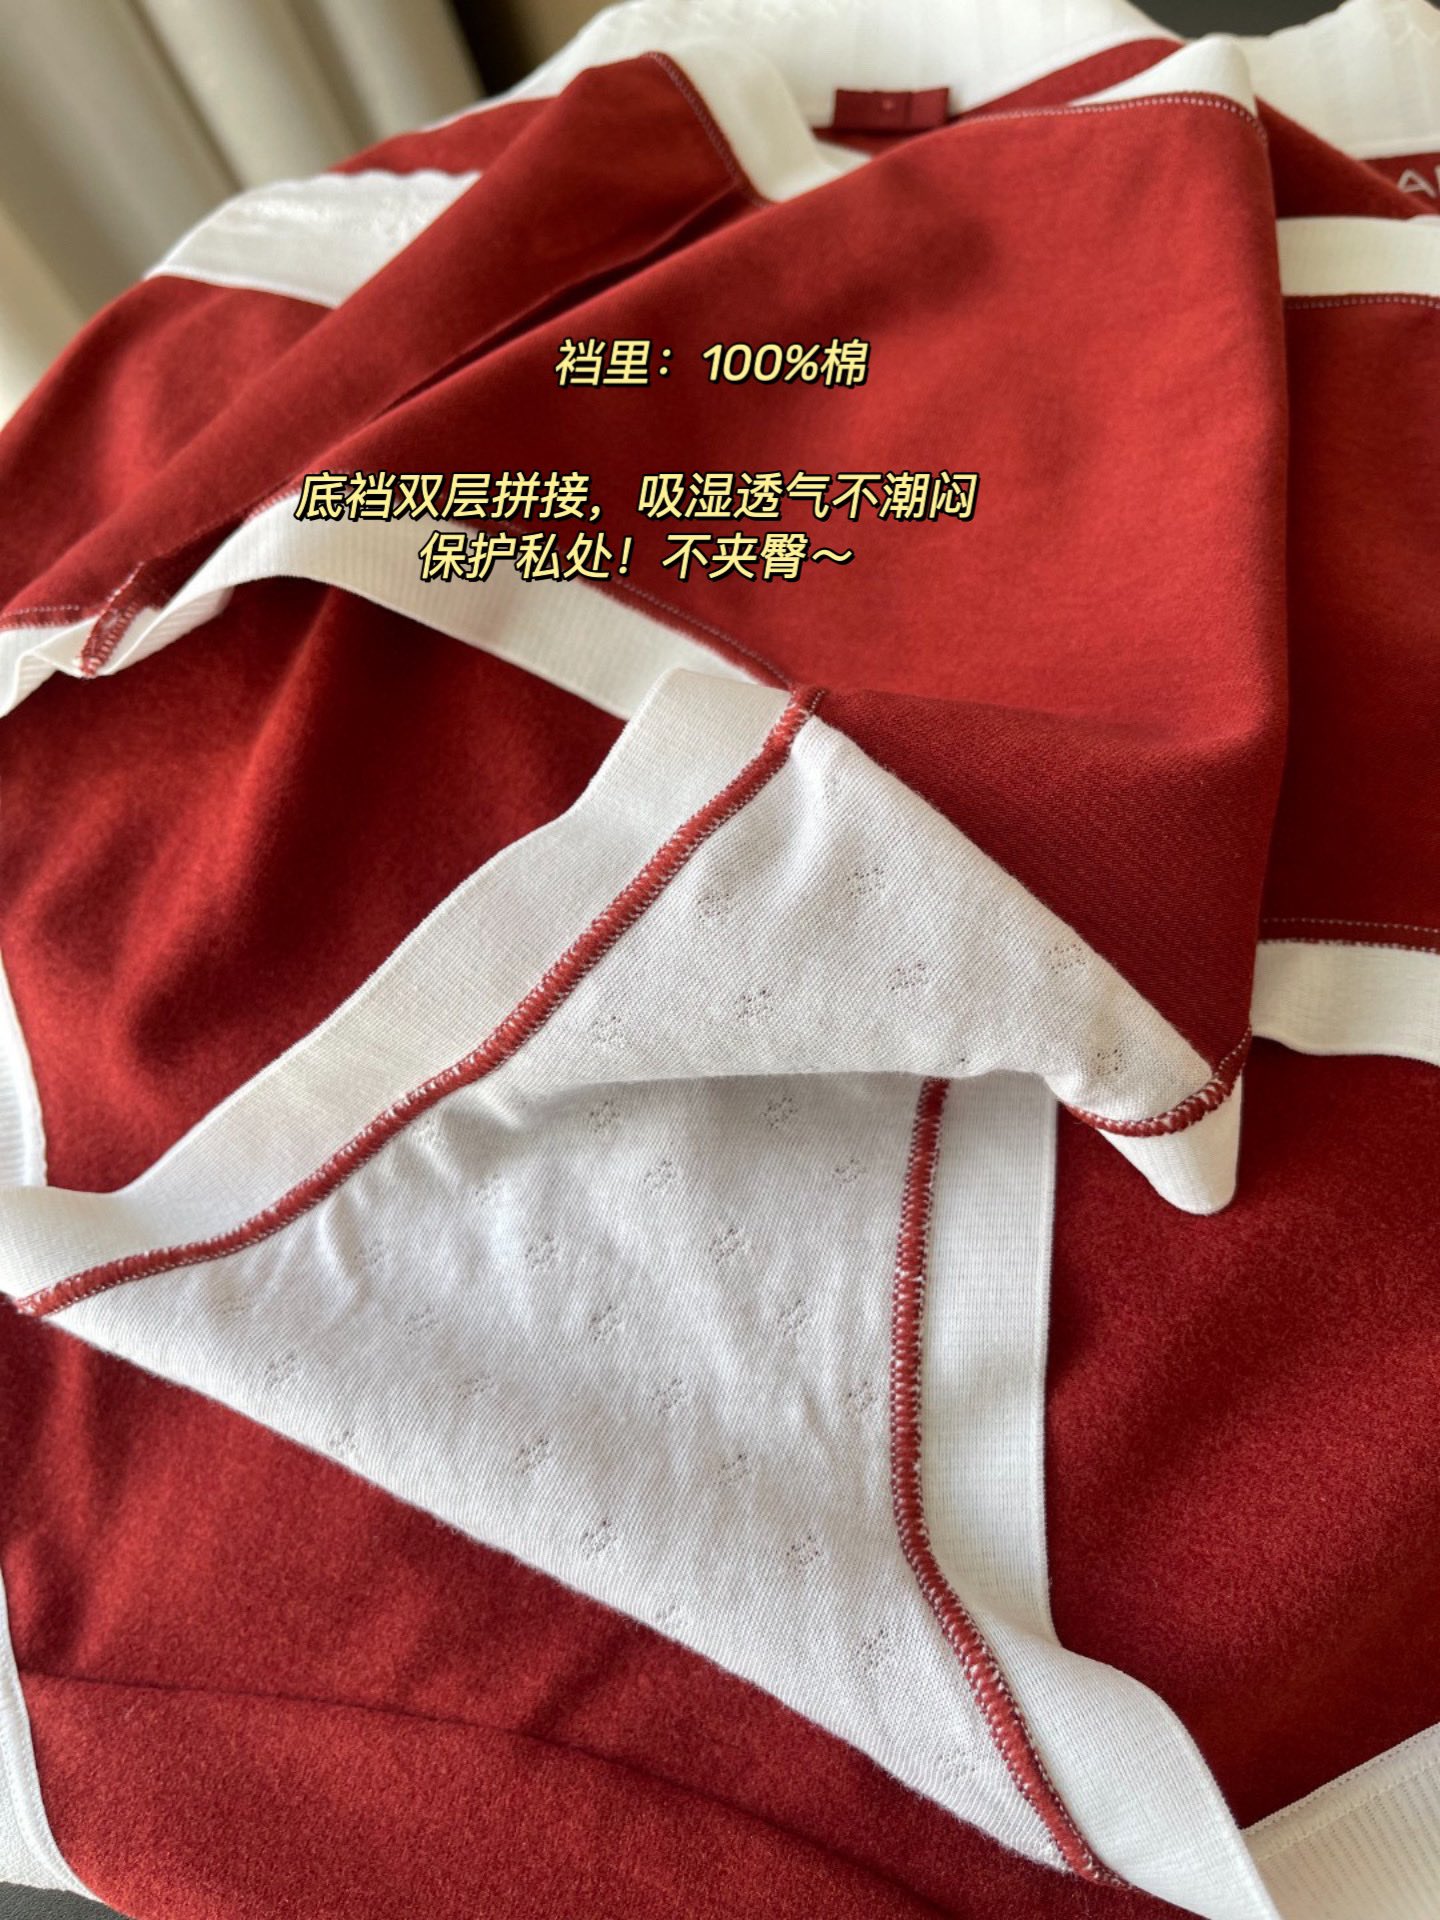 裆里：100%棉
底裆双层拼接，吸湿透气不潮闷
保护私处！不夹臀～